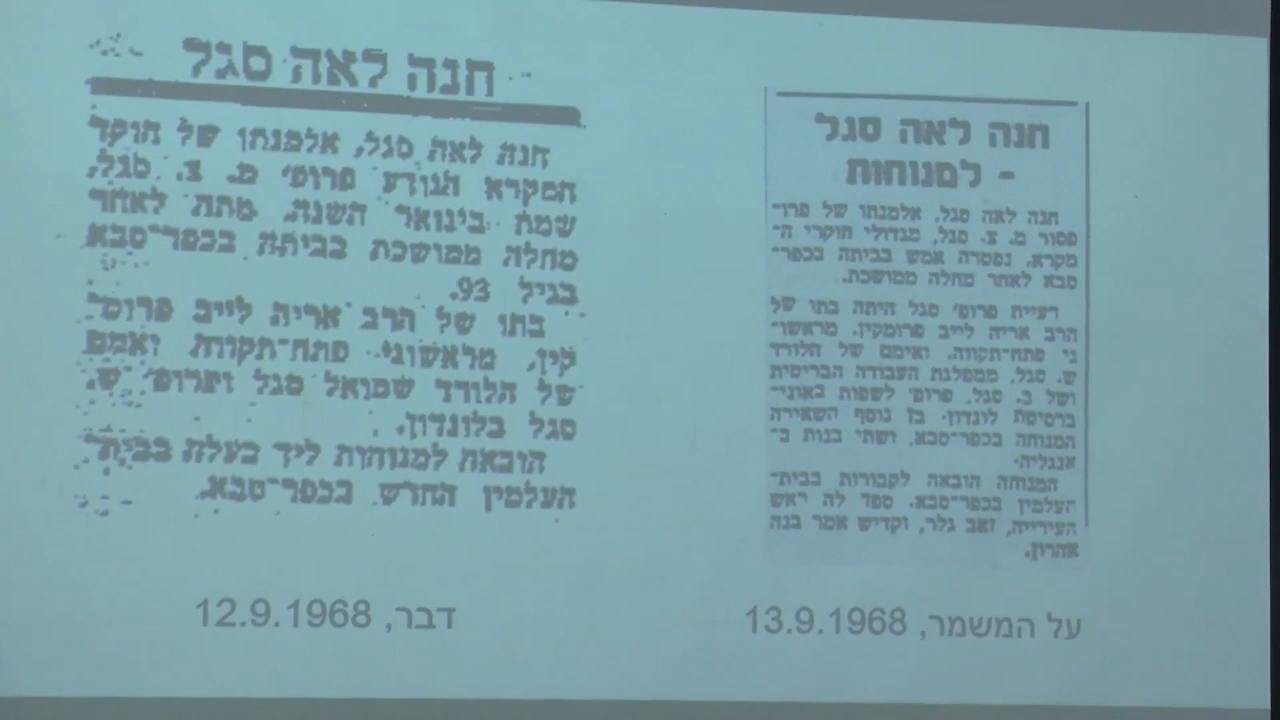 חנה לאה סגל
חנה לאה סגל, אלמנתו של חוקר
המקרא הנודע פרופ' מ. צ. סגל,
שמת בינואר השנה, מתה לאחר
מחלה ממושכת בביתה בכפר־סבא
בגיל 93.
בתו של הרב אריה לייב פרומ־
קין, מראשוני פתח־תקווה ואמם
של הלורד שמואל סגל ופרופ' ש.
סגל בלונדון.
הובאה למנוחות ליד בעלה בבית־
העלמין החדש בכפר־סבא.
דבר, 12.9.1968
חנה לאה סגל
- למנוחות
חנה לאה סגל, אלמנתו של פרו־
פסור מ. צ. סגל, מגדולי חוקרי ה־
מקרא, נפטרה אמש בביתה בכפר־
סבא לאחר מחלה ממושכת.
רעיית פרופ' סגל היתה בתו של
הרב אריה לייב פרומקין, מראשו־
ני פתח־תקווה, ואימם של הלורד
ש. סגל, ממפלגת העבודה הבריטית
ושל ב. סגל, פרופ' לשפות באוני־
ברסיטת לונדון. בן נוסף השאירה
המנוחה בכפר־סבא, ושתי בנות ב־
אנגליה.
המנוחה הובאה לקבורות בבית־
העלמין בכפר־סבא. ספד לה ראש
העירייה, זאב גלר, וקדיש אמר בנה
אהרון.
על המשמר, 13.9.1968